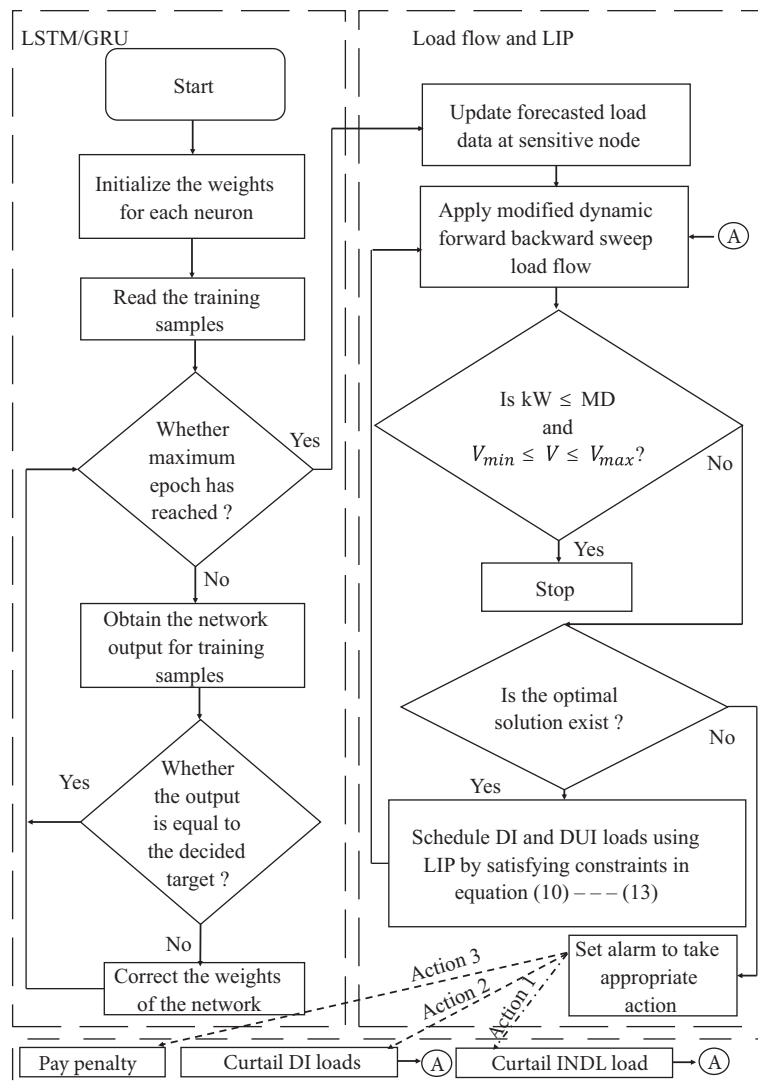 LSTM/GRU
Start
Initialize the weights
for each neuron
Read the training
samples
Whether
maximum
epoch has
reached ?
Yes
No
Obtain the network
output for training
samples
Whether
the output
is equal to
the decided
target ?
Yes
No
Correct the weights
of the network
Load flow and LIP
Update forecasted load
data at sensitive node
Apply modified dynamic
forward backward sweep
load flow
A
Is kW ≤ MD
and
V_min ≤ V ≤ V_max?
No
Yes
Stop
Is the optimal
solution exist ?
No
Yes
Schedule DI and DUI loads using
LIP by satisfying constraints in
equation (10) – – – (13)
Set alarm to take
appropriate
action
Action 3
Action 2
Action 1
Pay penalty
Curtail DI loads
A
Curtail INDL load
A